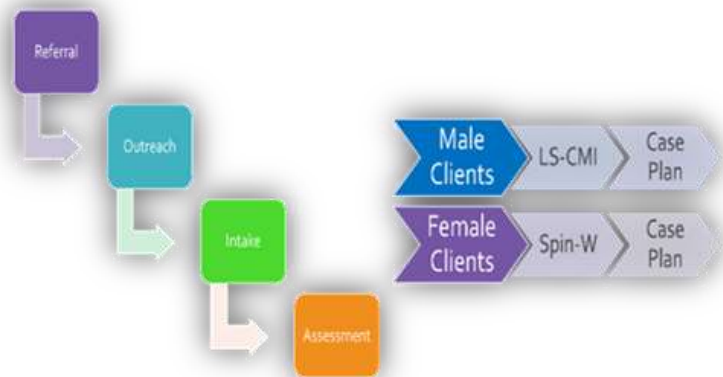 Referral
Outreach
Intake
Assessment
Male
Clients
LS-CMI
Case
Plan
Female
Clients
Spin-W
Case
Plan